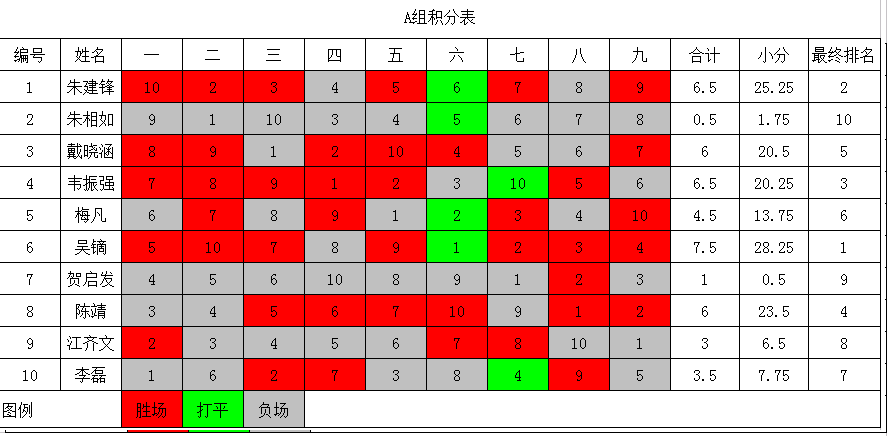 A组积分表
编号 姓名 一 二 三 四 五 六 七 八 九 合计 小分 最终排名
1 朱建锋 10 2 3 4 5 6 7 8 9 6.5 25.25 2
2 朱相如 9 1 10 3 4 5 6 7 8 0.5 1.75 10
3 戴晓涵 8 9 1 2 10 4 5 6 7 6 20.5 5
4 韦振强 7 8 9 1 2 3 10 5 6 6.5 20.25 3
5 梅凡 6 7 8 9 1 2 3 4 10 4.5 13.75 6
6 吴镝 5 10 7 8 9 1 2 3 4 7.5 28.25 1
7 贺启发 4 5 6 10 8 9 1 2 3 1 0.5 9
8 陈靖 3 4 5 6 7 10 9 1 2 6 23.5 4
9 江齐文 2 3 4 5 6 7 8 10 1 3 6.5 8
10 李磊 1 6 2 7 3 8 4 9 5 3.5 7.75 7
图例 胜场 打平 负场